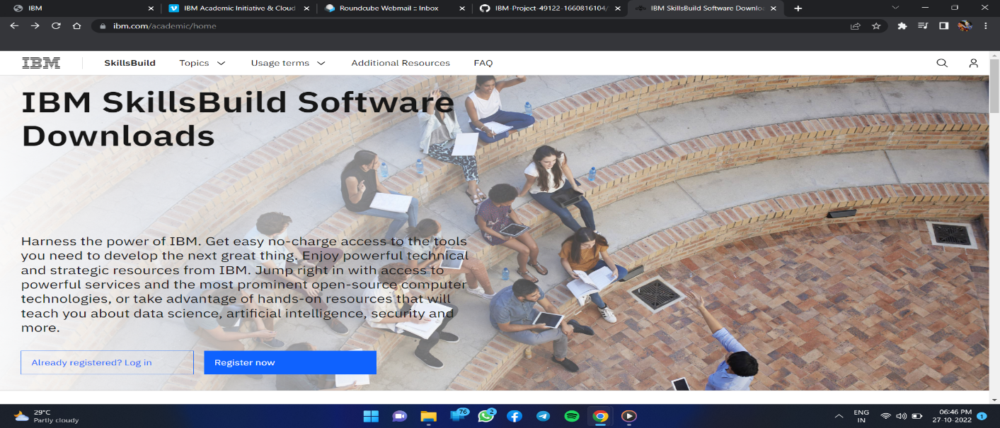 IBM
IBM Academic Initiative & Cloud
Roundcube Webmail :: Inbox
IBM-Project-49122-1660816104/
IBM SkillsBuild Software Downlo
ibm.com/academic/home
IBM
SkillsBuild
Topics
Usage terms
Additional Resources
FAQ
IBM SkillsBuild Software
Downloads
Harness the power of IBM. Get easy no-charge access to the tools
you need to develop the next great thing. Enjoy powerful technical
and strategic resources from IBM. Jump right in with access to
powerful services and the most prominent open-source computer
technologies, or take advantage of hands-on resources that will
teach you about data science, artificial intelligence, security and
more.
Already registered? Log in
Register now
29°C
Partly cloudy
76
2
ENG
IN
06:46 PM
27-10-2022
1